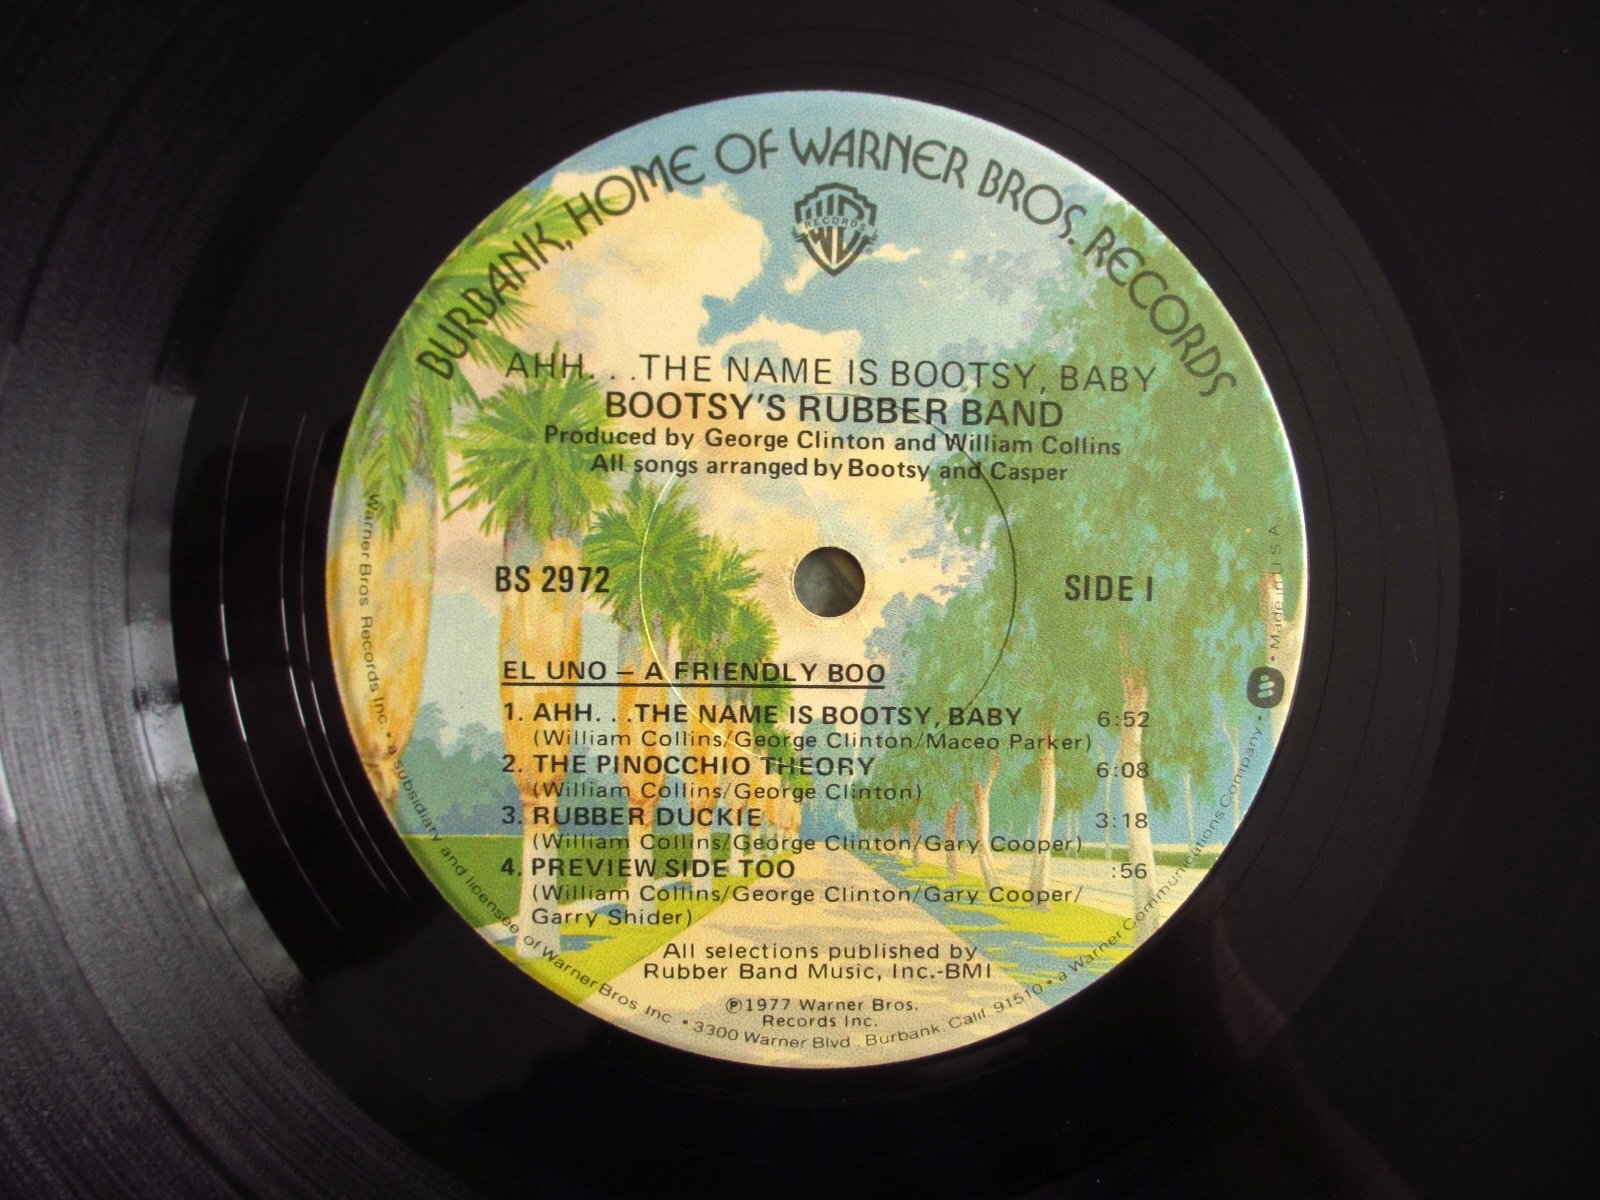 BURBANK, HOME OF WARNER BROS. RECORDS
W
RECORDS
AHH. . .THE NAME IS BOOTSY, BABY
BOOTSY'S RUBBER BAND
Produced by George Clinton and William Collins
All songs arranged by Bootsy and Casper
BS 2972
SIDE I
EL UNO – A FRIENDLY BOO
1. AHH. . .THE NAME IS BOOTSY, BABY 6:52
(William Collins/George Clinton/Maceo Parker)
2. THE PINOCCHIO THEORY 6:08
(William Collins/George Clinton)
3. RUBBER DUCKIE 3:18
(William Collins/George Clinton/Gary Cooper)
4. PREVIEW SIDE TOO :56
(William Collins/George Clinton/Gary Cooper/
Garry Shider)
All selections published by
Rubber Band Music, Inc.-BMI
℗1977 Warner Bros.
Records Inc.
Warner Bros. Records Inc. • a subsidiary and licensee of Warner Bros. Inc. • 3300 Warner Blvd., Burbank, Calif. 91510 • a Warner Communications Company • Made in U.S.A.